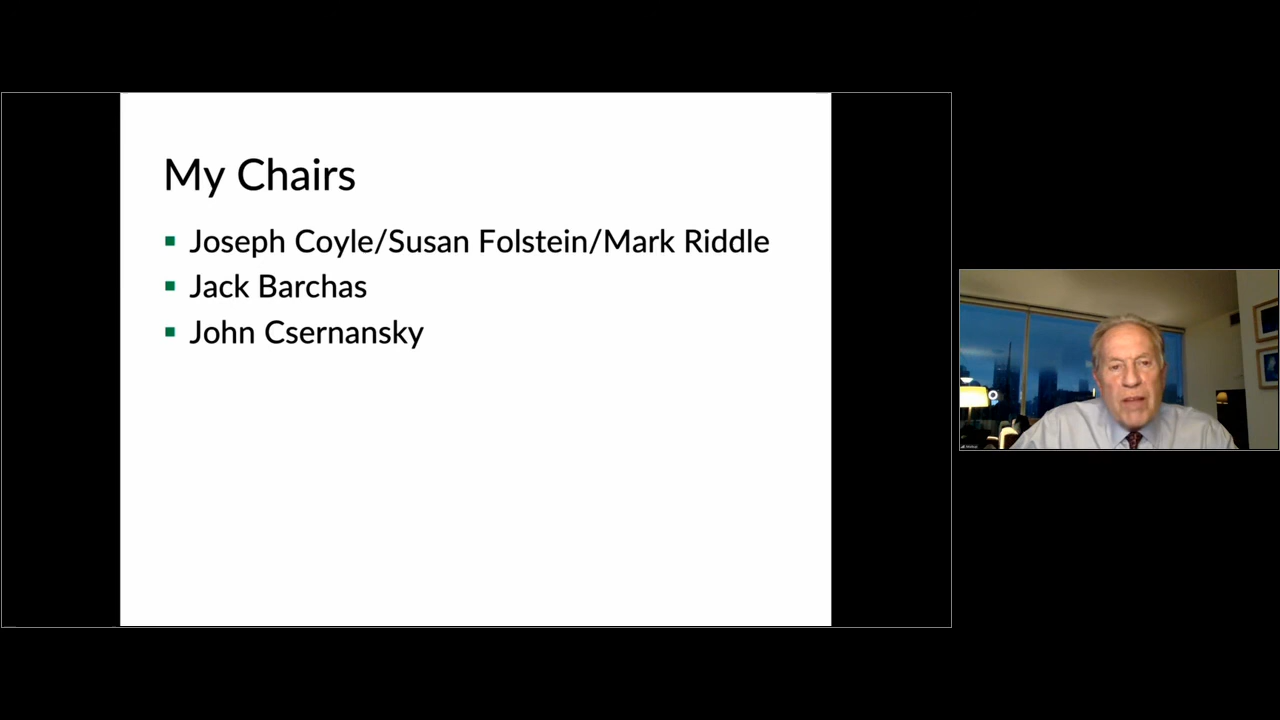 My Chairs
Joseph Coyle/Susan Folstein/Mark Riddle
Jack Barchas
John Csernansky